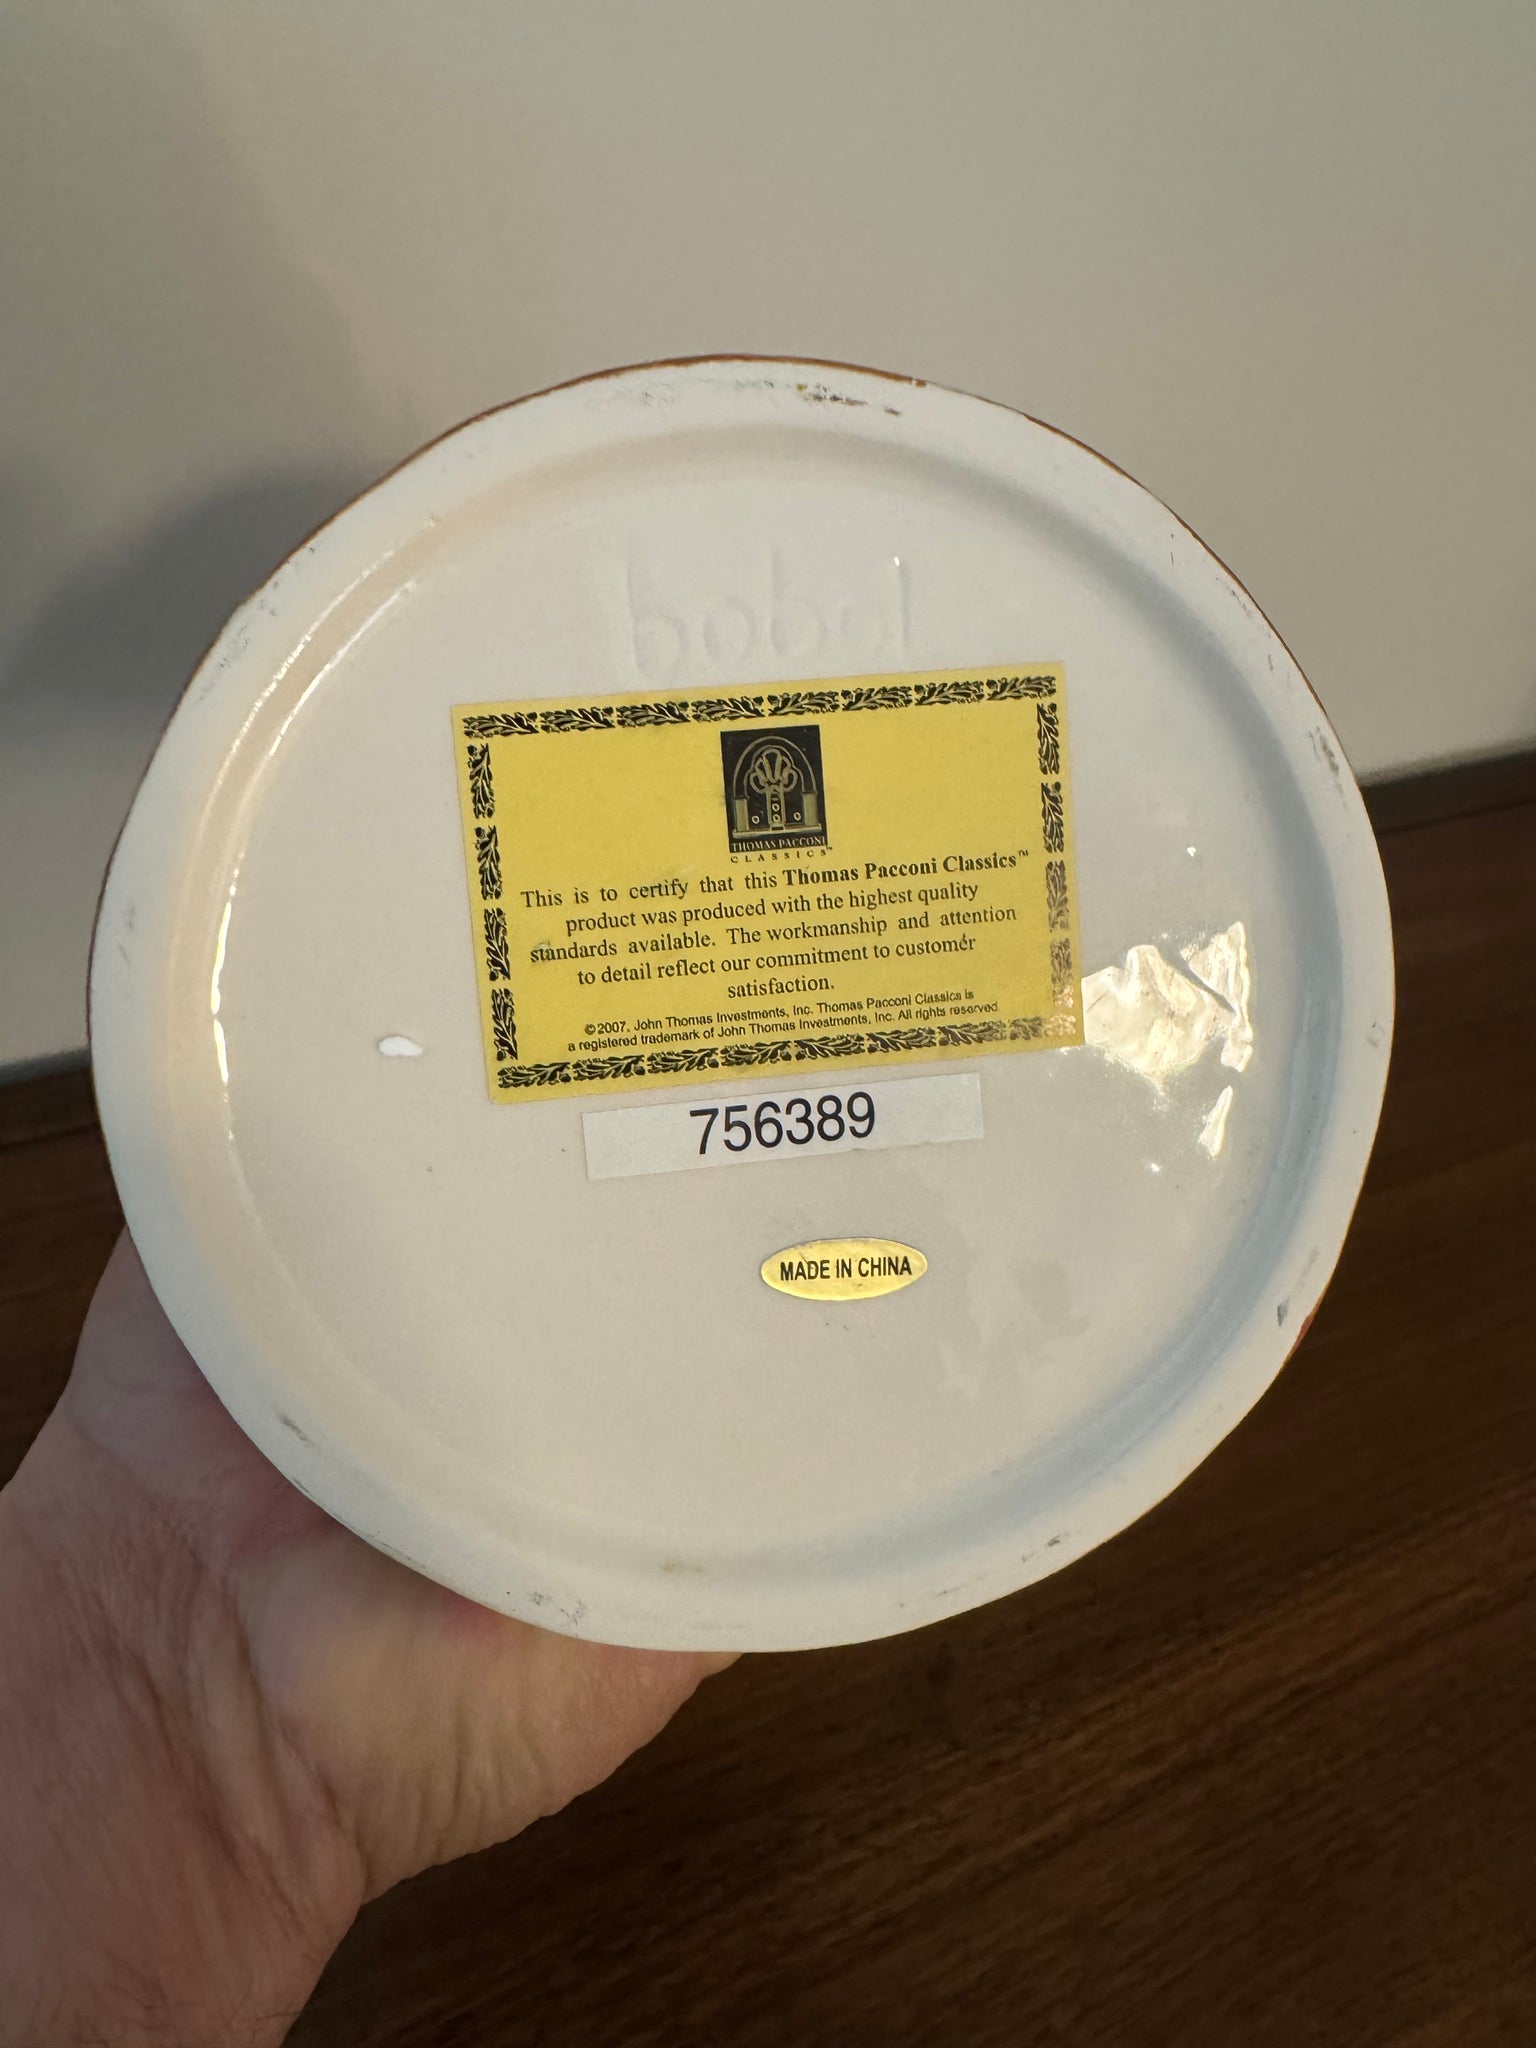 THOMAS PACCONI
CLASSICS™
This is to certify that this Thomas Pacconi Classics™
product was produced with the highest quality
standards available. The workmanship and attention
to detail reflect our commitment to customer
satisfaction.
©2007, John Thomas Investments, Inc. Thomas Pacconi Classics is
a registered trademark of John Thomas Investments, Inc. All rights reserved
756389
MADE IN CHINA